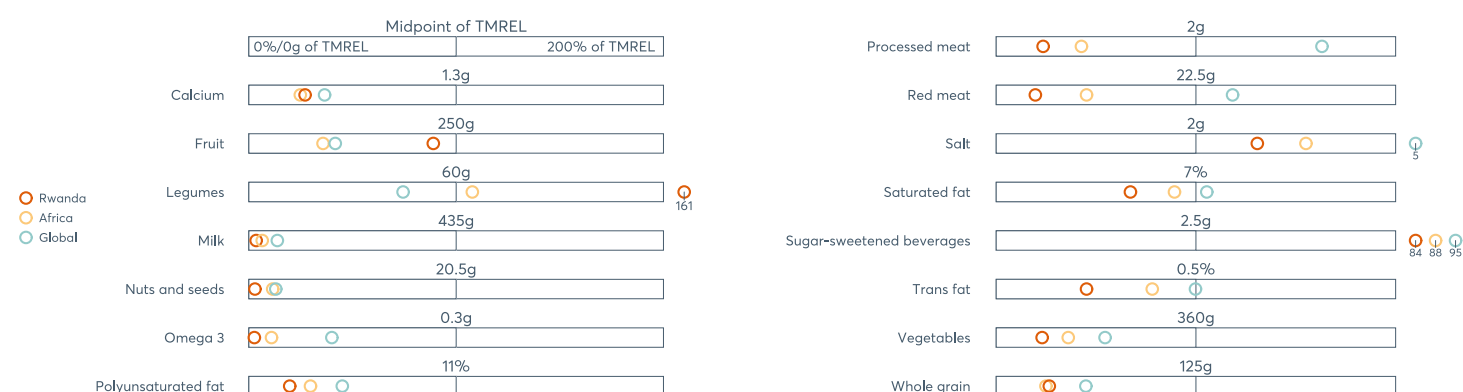 Midpoint of TMREL
0%/0g of TMREL 200% of TMREL
1.3g
Calcium
250g
Fruit
60g
Legumes
161
435g
Milk
20.5g
Nuts and seeds
0.3g
Omega 3
11%
Polyunsaturated fat
Rwanda
Africa
Global
2g
Processed meat
22.5g
Red meat
2g
Salt
5
7%
Saturated fat
2.5g
Sugar-sweetened beverages
84 88 95
0.5%
Trans fat
360g
Vegetables
125g
Whole grain